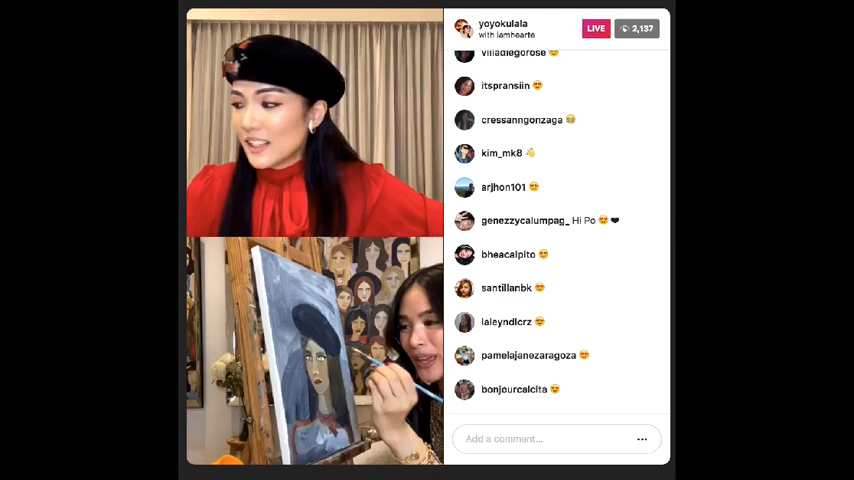 yoyokulala
with iamhearte
LIVE
2,137
villadiegorose
itspransiin
cressanngonzaga
kim_mk8
arjhon101
genezzycalumpag_ Hi Po
bheacalpito
santillanbk
laleyndlcrz
pamelajanezaragoza
bonjourcalcita
Add a comment...